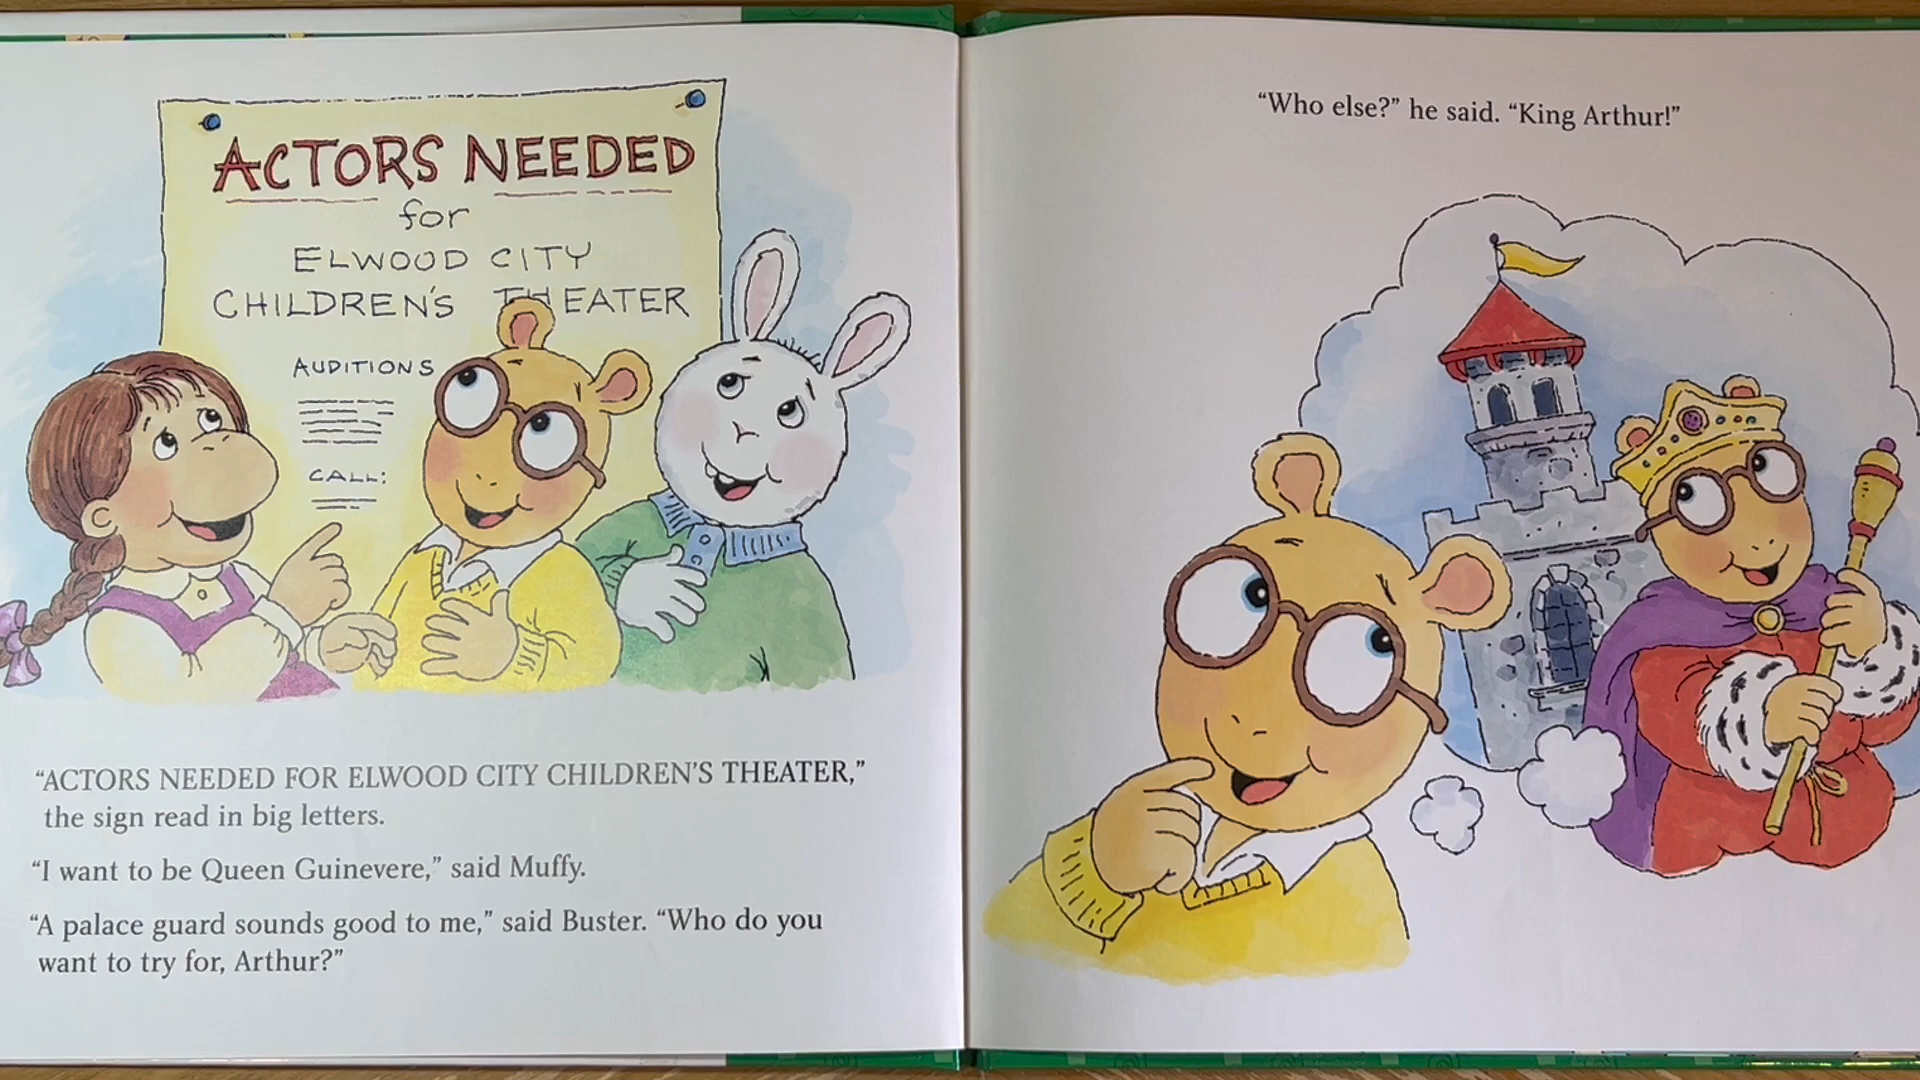 ACTORS NEEDED
for
ELWOOD CITY
CHILDREN'S THEATER
AUDITIONS
CALL:
“ACTORS NEEDED FOR ELWOOD CITY CHILDREN’S THEATER,”
the sign read in big letters.
“I want to be Queen Guinevere,” said Muffy.
“A palace guard sounds good to me,” said Buster. “Who do you
want to try for, Arthur?”
“Who else?” he said. “King Arthur!”